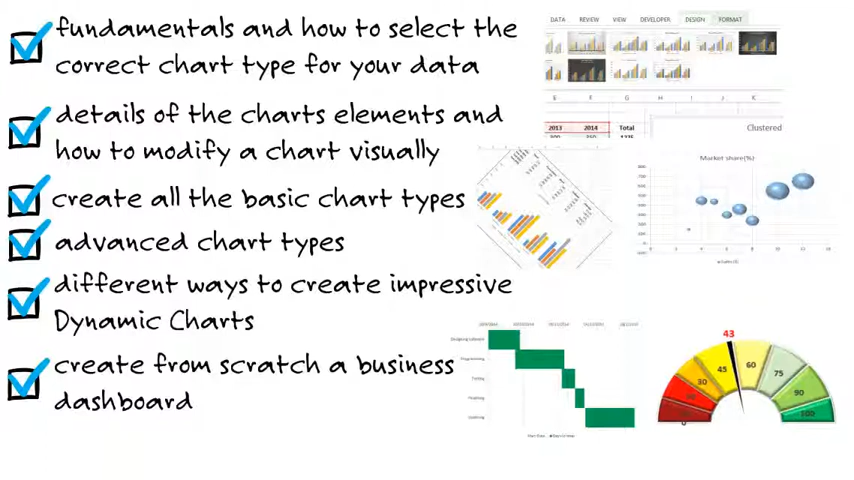 fundamentals and how to select the
correct chart type for your data
details of the charts elements and
how to modify a chart visually
create all the basic chart types
advanced chart types
different ways to create impressive
Dynamic Charts
create from scratch a business
dashboard
DATA REVIEW VIEW DEVELOPER DESIGN FORMAT
E F G H I J K
2013 2014 Total
Clustered
Market share(%)
43
45 60
30 75
90
100
0